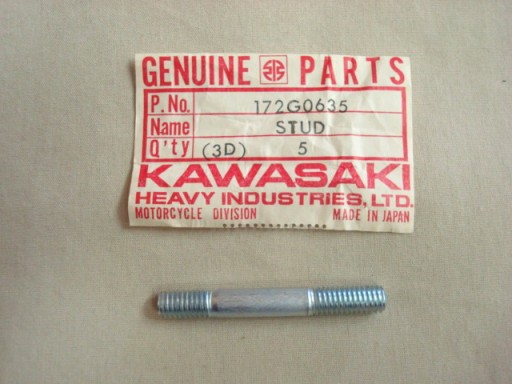 GENUINE PARTS
P.No. 172G0635
Name STUD
Q'ty (3D) 5
KAWASAKI
HEAVY INDUSTRIES, LTD.
MOTORCYCLE DIVISION MADE IN JAPAN